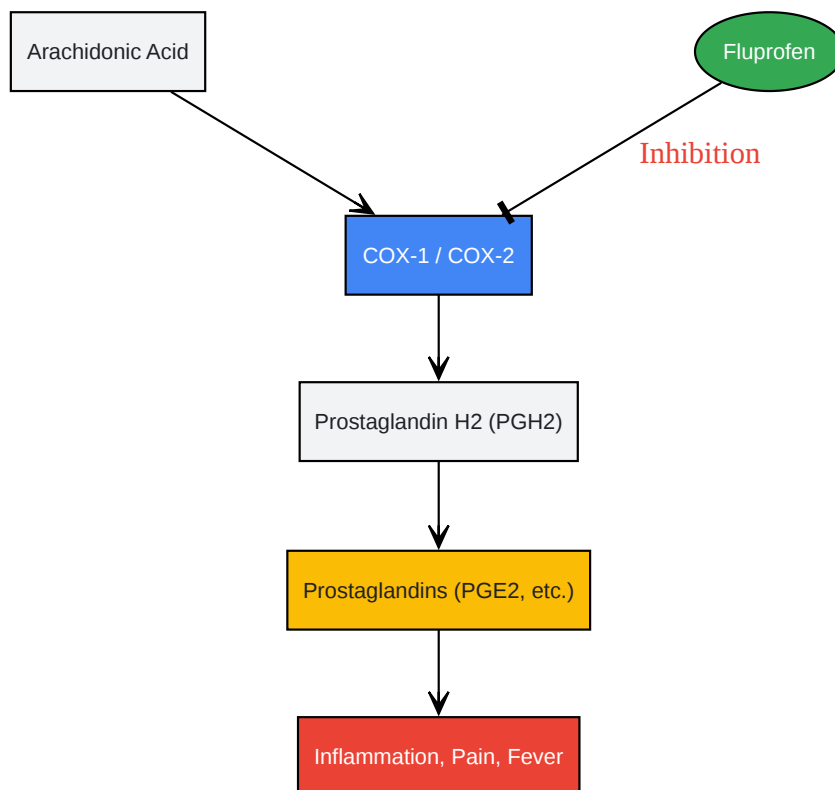 Arachidonic Acid
Fluprofen
Inhibition
COX-1 / COX-2
Prostaglandin H2 (PGH2)
Prostaglandins (PGE2, etc.)
Inflammation, Pain, Fever